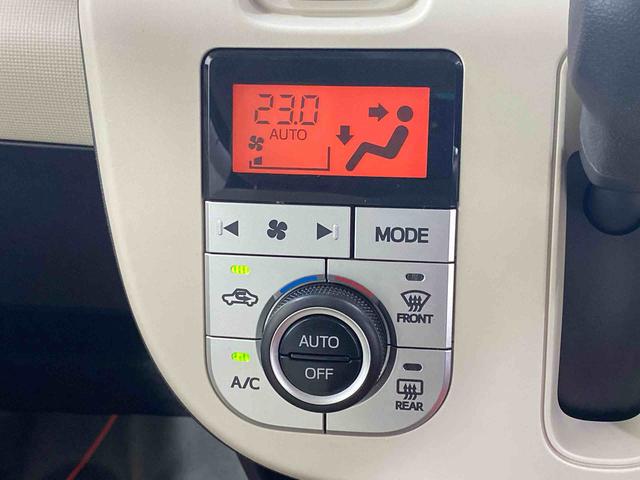 23.0
AUTO
MODE
FRONT
AUTO
OFF
A/C
REAR